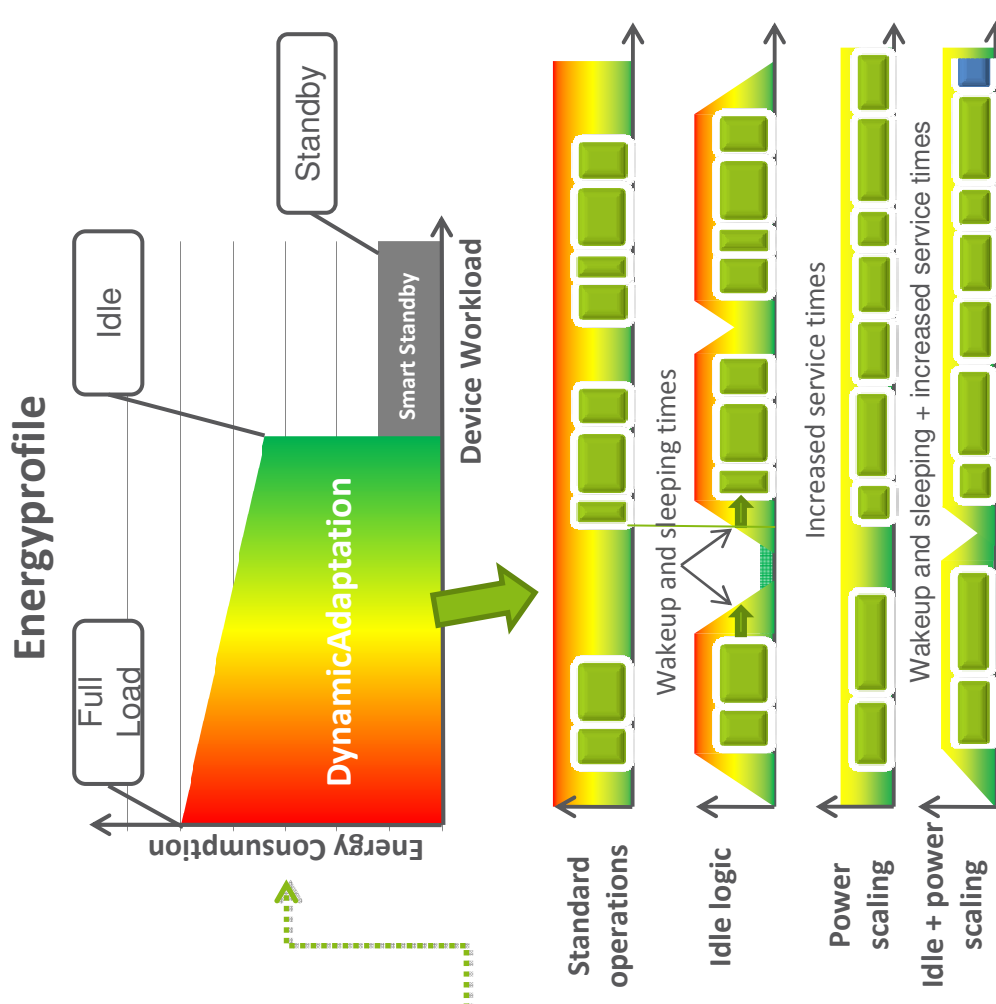 Energyprofile
Full
Load
Idle
Standby
Energy Consumption
DynamicAdaptation
Smart Standby
Device Workload
Standard
operations
Wakeup and sleeping times
Idle logic
Increased service times
Power
scaling
Wakeup and sleeping + increased service times
Idle + power
scaling